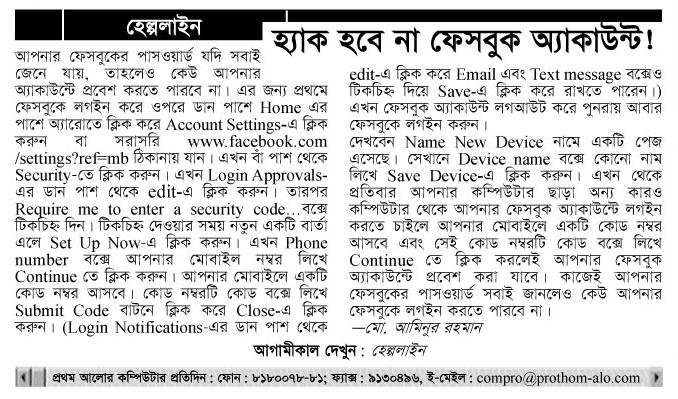 হেল্পলাইন
হ্যাক হবে না ফেসবুক অ্যাকাউন্ট!
আপনার ফেসবুকের পাসওয়ার্ড যদি সবাই
জেনে যায়, তাহলেও কেউ আপনার
অ্যাকাউন্টে প্রবেশ করতে পারবে না। এর জন্য প্রথমে
ফেসবুকে লগইন করে ওপরে ডান পাশে Home এর
পাশে অ্যারোতে ক্লিক করে Account Settings-এ ক্লিক
করুন বা সরাসরি www.facebook.com
/settings?ref=mb ঠিকানায় যান। এখন বাঁ পাশ থেকে
Security-তে ক্লিক করুন। এখন Login Approvals-
এর ডান পাশ থেকে edit-এ ক্লিক করুন। তারপর
Require me to enter a security code...বক্সে
টিকচিহ্ন দিন। টিকচিহ্ন দেওয়ার সময় নতুন একটি বার্তা
এলে Set Up Now-এ ক্লিক করুন। এখন Phone
number বক্সে আপনার মোবাইল নম্বর লিখে
Continue তে ক্লিক করুন। আপনার মোবাইলে একটি
কোড নম্বর আসবে। কোড নম্বরটি কোড বক্সে লিখে
Submit Code বাটনে ক্লিক করে Close-এ ক্লিক
করুন। (Login Notifications-এর ডান পাশ থেকে
edit-এ ক্লিক করে Email এবং Text message বক্সেও
টিকচিহ্ন দিয়ে Save-এ ক্লিক করে রাখতে পারেন।)
এখন ফেসবুক অ্যাকাউন্ট লগআউট করে পুনরায় আবার
ফেসবুকে লগইন করুন।
দেখবেন Name New Device নামে একটি পেজ
এসেছে। সেখানে Device name বক্সে কোনো নাম
লিখে Save Device-এ ক্লিক করুন। এখন থেকে
প্রতিবার আপনার কম্পিউটার ছাড়া অন্য কারও
কম্পিউটার থেকে আপনার ফেসবুক অ্যাকাউন্টে লগইন
করতে চাইলে আপনার মোবাইলে একটি কোড নম্বর
আসবে এবং সেই কোড নম্বরটি কোড বক্সে লিখে
Continue তে ক্লিক করলেই আপনার ফেসবুক
অ্যাকাউন্টে প্রবেশ করা যাবে। কাজেই আপনার
ফেসবুকের পাসওয়ার্ড সবাই জানলেও কেউ আপনার
ফেসবুকে লগইন করতে পারবে না।
—মো. আমিনুর রহমান
আগামীকাল দেখুন : হেল্পলাইন
প্রথম আলোর কম্পিউটার প্রতিদিন : ফোন : ৮১৮০০৭৮-৮১; ফ্যাক্স : ৯১৩০৪৯৬, ই-মেইল : compro@prothom-alo.com